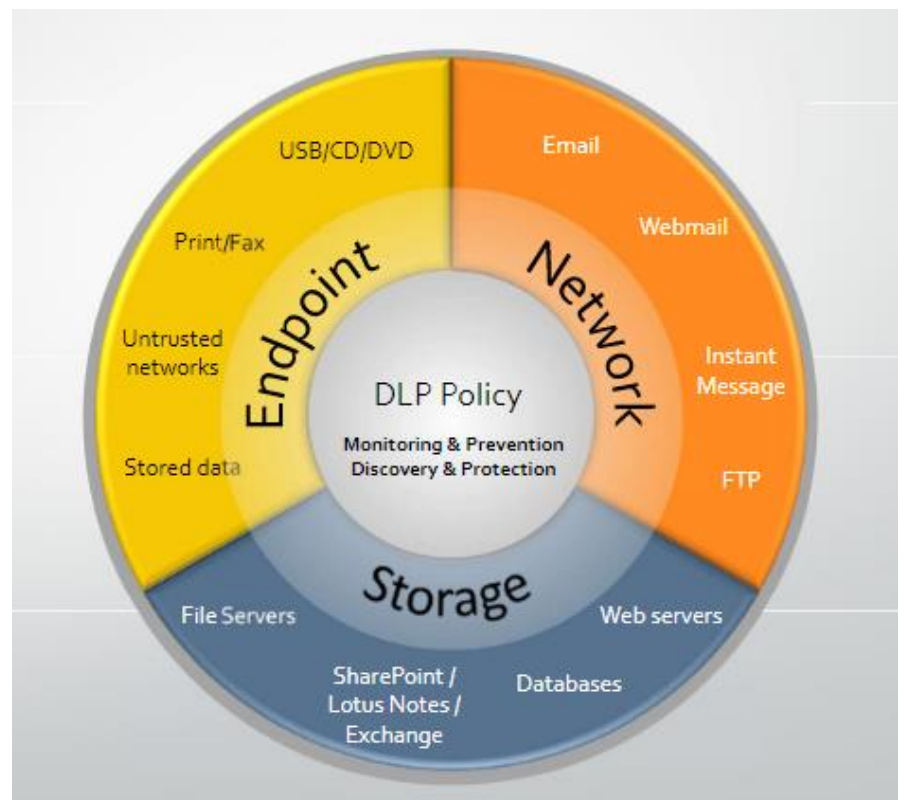 USB/CD/DVD
Print/Fax
Untrusted
networks
Stored data
Endpoint
Email
Webmail
Instant
Message
FTP
Network
DLP Policy
Monitoring & Prevention
Discovery & Protection
Storage
File Servers
SharePoint /
Lotus Notes /
Exchange
Databases
Web servers